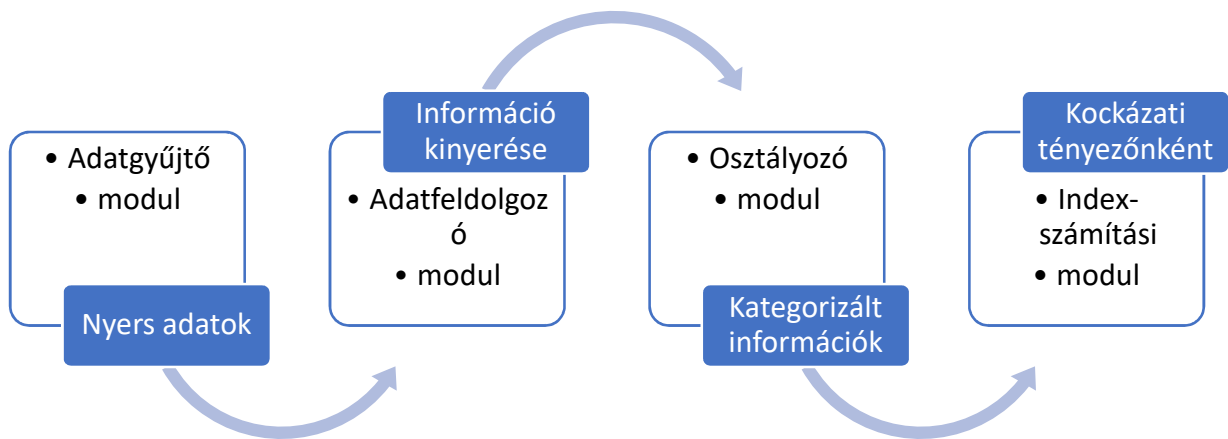 • Adatgyűjtő
• modul
Nyers adatok
Információ
kinyerése
• Adatfeldolgoz
ó
• modul
• Osztályozó
• modul
Kategorizált
információk
Kockázati
tényezőnként
• Index-
számítási
• modul